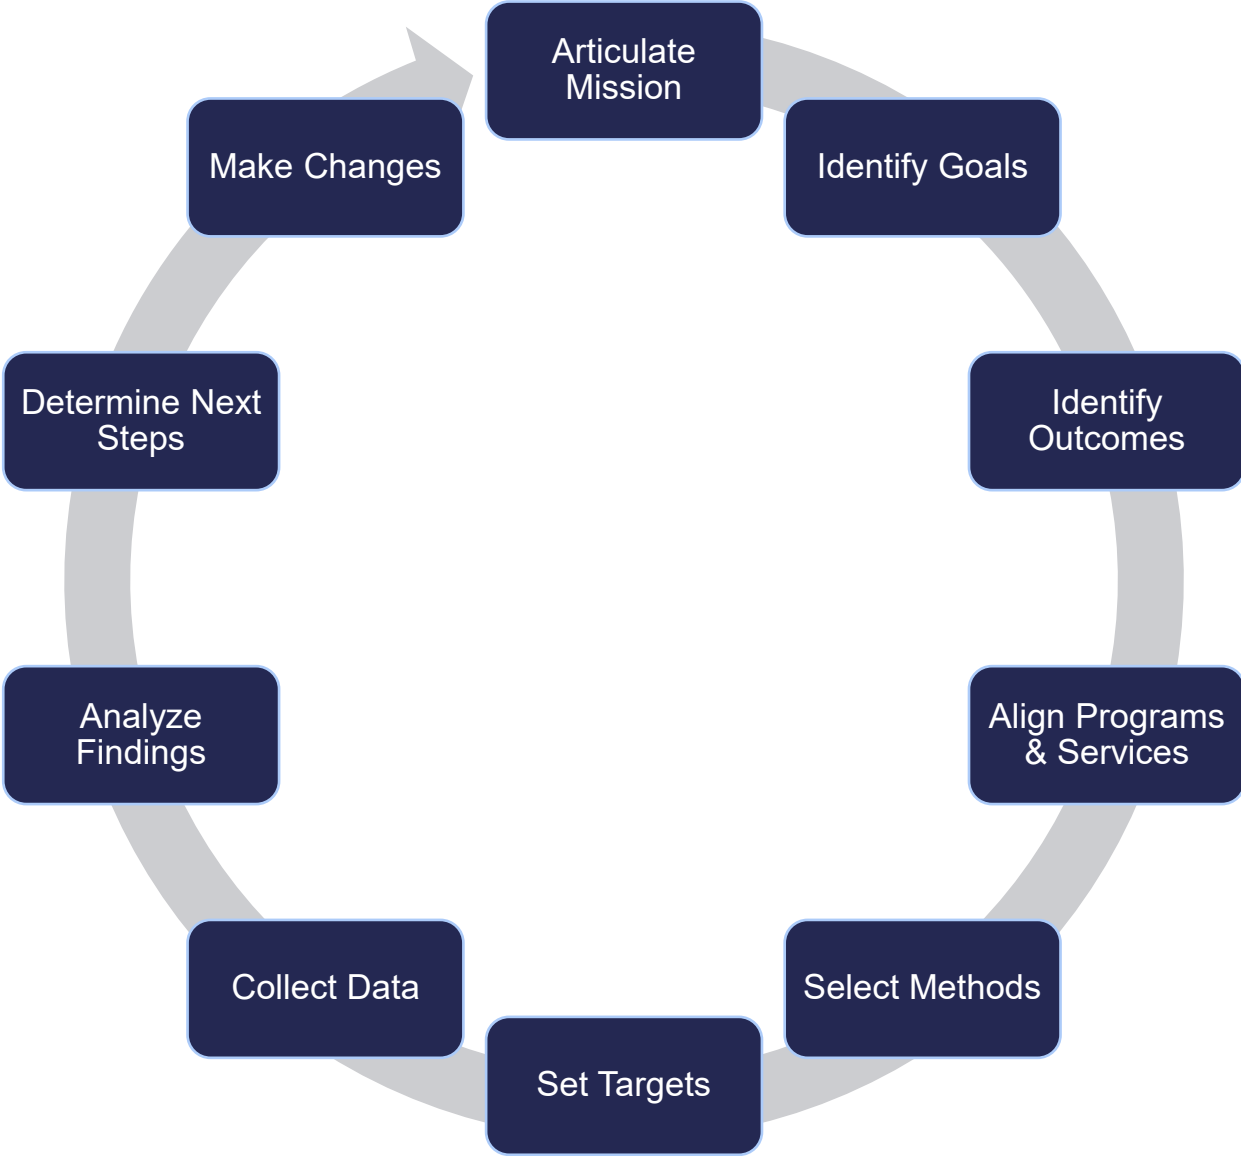 Articulate
Mission
Identify Goals
Identify
Outcomes
Align Programs
& Services
Select Methods
Set Targets
Collect Data
Analyze
Findings
Determine Next
Steps
Make Changes